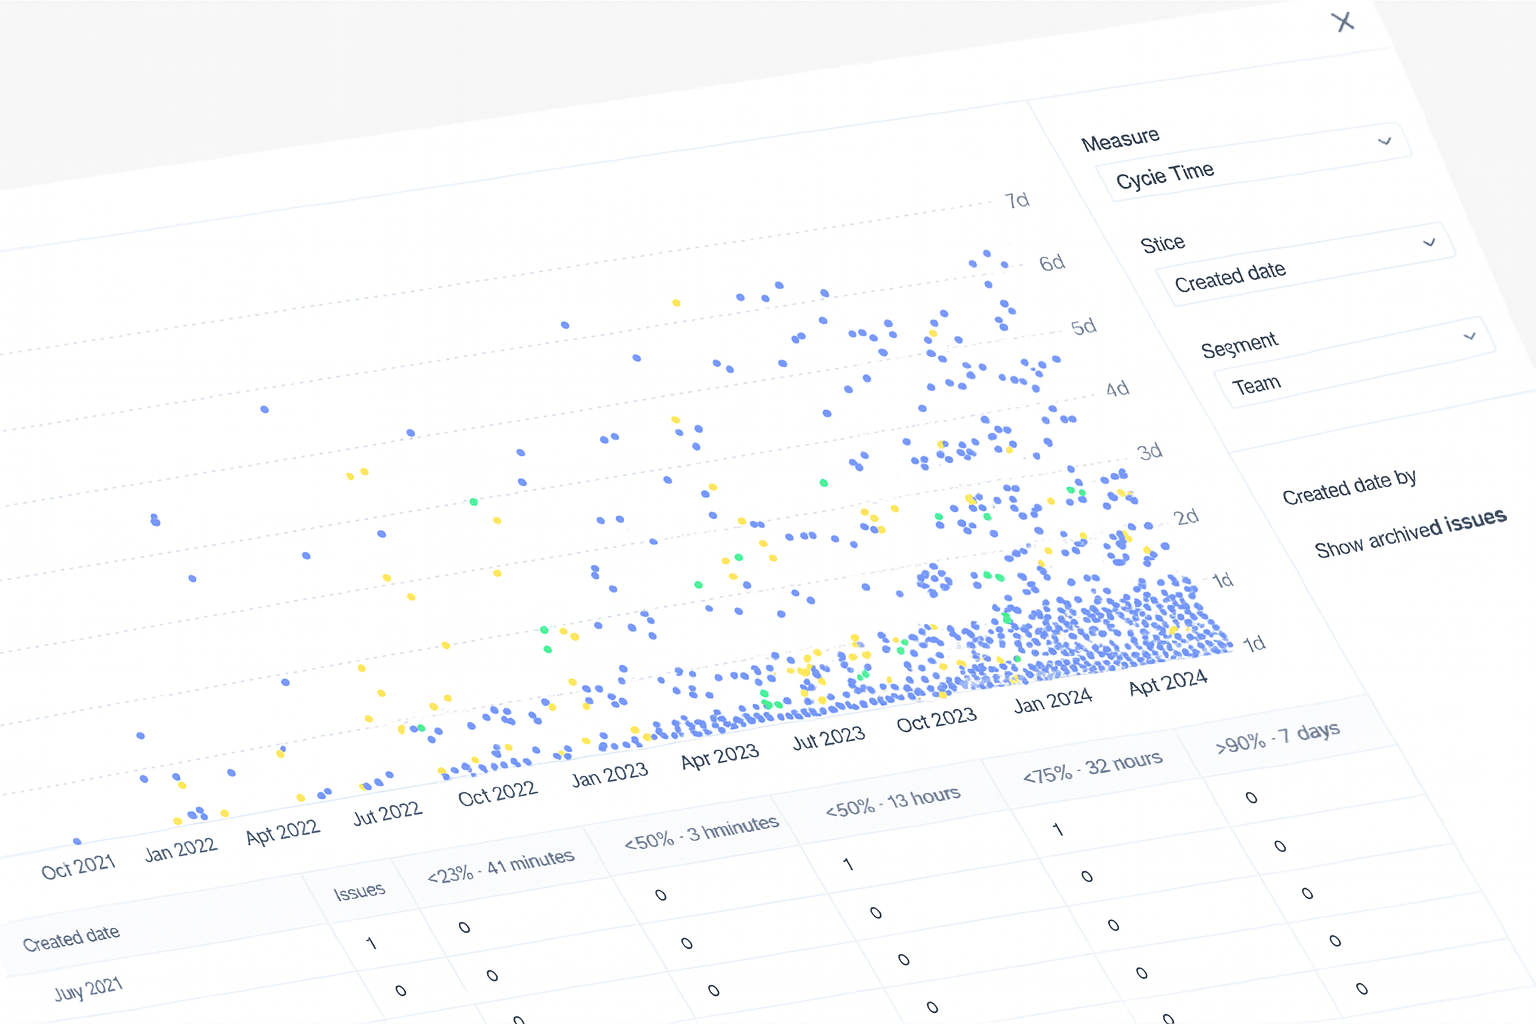 Measure
Cycie Time
Stice
Created date
Segment
Team
Created date by
Show archived issues
7d
6d
5d
4d
3d
2d
1d
1d
Oct 2021
Jan 2022
Apt 2022
Jut 2022
Oct 2022
Jan 2023
Apr 2023
Jut 2023
Oct 2023
Jan 2024
Apt 2024
Created date Issues <23% · 41 minutes <50% · 3 hminutes <50% · 13 hours <75% · 32 nours >90% · 7 days
July 2021 1 0 0 1 1 0
0 0 0 0 0 0
0 0 0 0 0
0 0 0
0 0